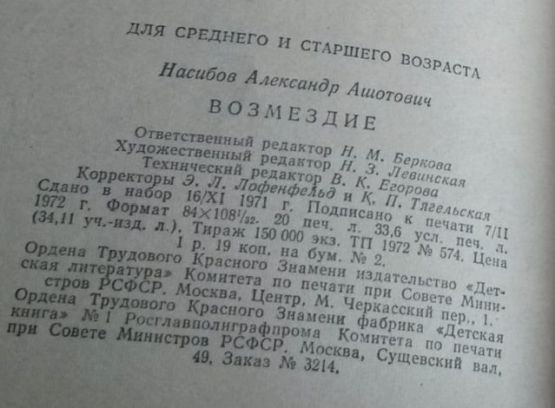 ДЛЯ СРЕДНЕГО И СТАРШЕГО ВОЗРАСТА
Насибов Александр Ашотович
ВОЗМЕЗДИЕ
Ответственный редактор Н. М. Беркова
Художественный редактор Н. З. Левинская
Технический редактор В. К. Егорова
Корректоры Э. Л. Лофенфельд и К. П. Тягельская
Сдано в набор 16/XI 1971 г. Подписано к печати 7/II
1972 г. Формат 84×108¹/₃₂. 20 печ. л. 33,6 усл. печ. л.
(34,11 уч.-изд. л.). Тираж 150 000 экз. ТП 1972 № 574. Цена
1 р. 19 коп. на бум. № 2.
Ордена Трудового Красного Знамени издательство «Дет-
ская литература» Комитета по печати при Совете Мини-
стров РСФСР. Москва, Центр, М. Черкасский пер., 1.
Ордена Трудового Красного Знамени фабрика «Детская
книга» № 1 Росглавполиграфпрома Комитета по печати
при Совете Министров РСФСР. Москва, Сущевский вал,
49. Заказ № 3214.